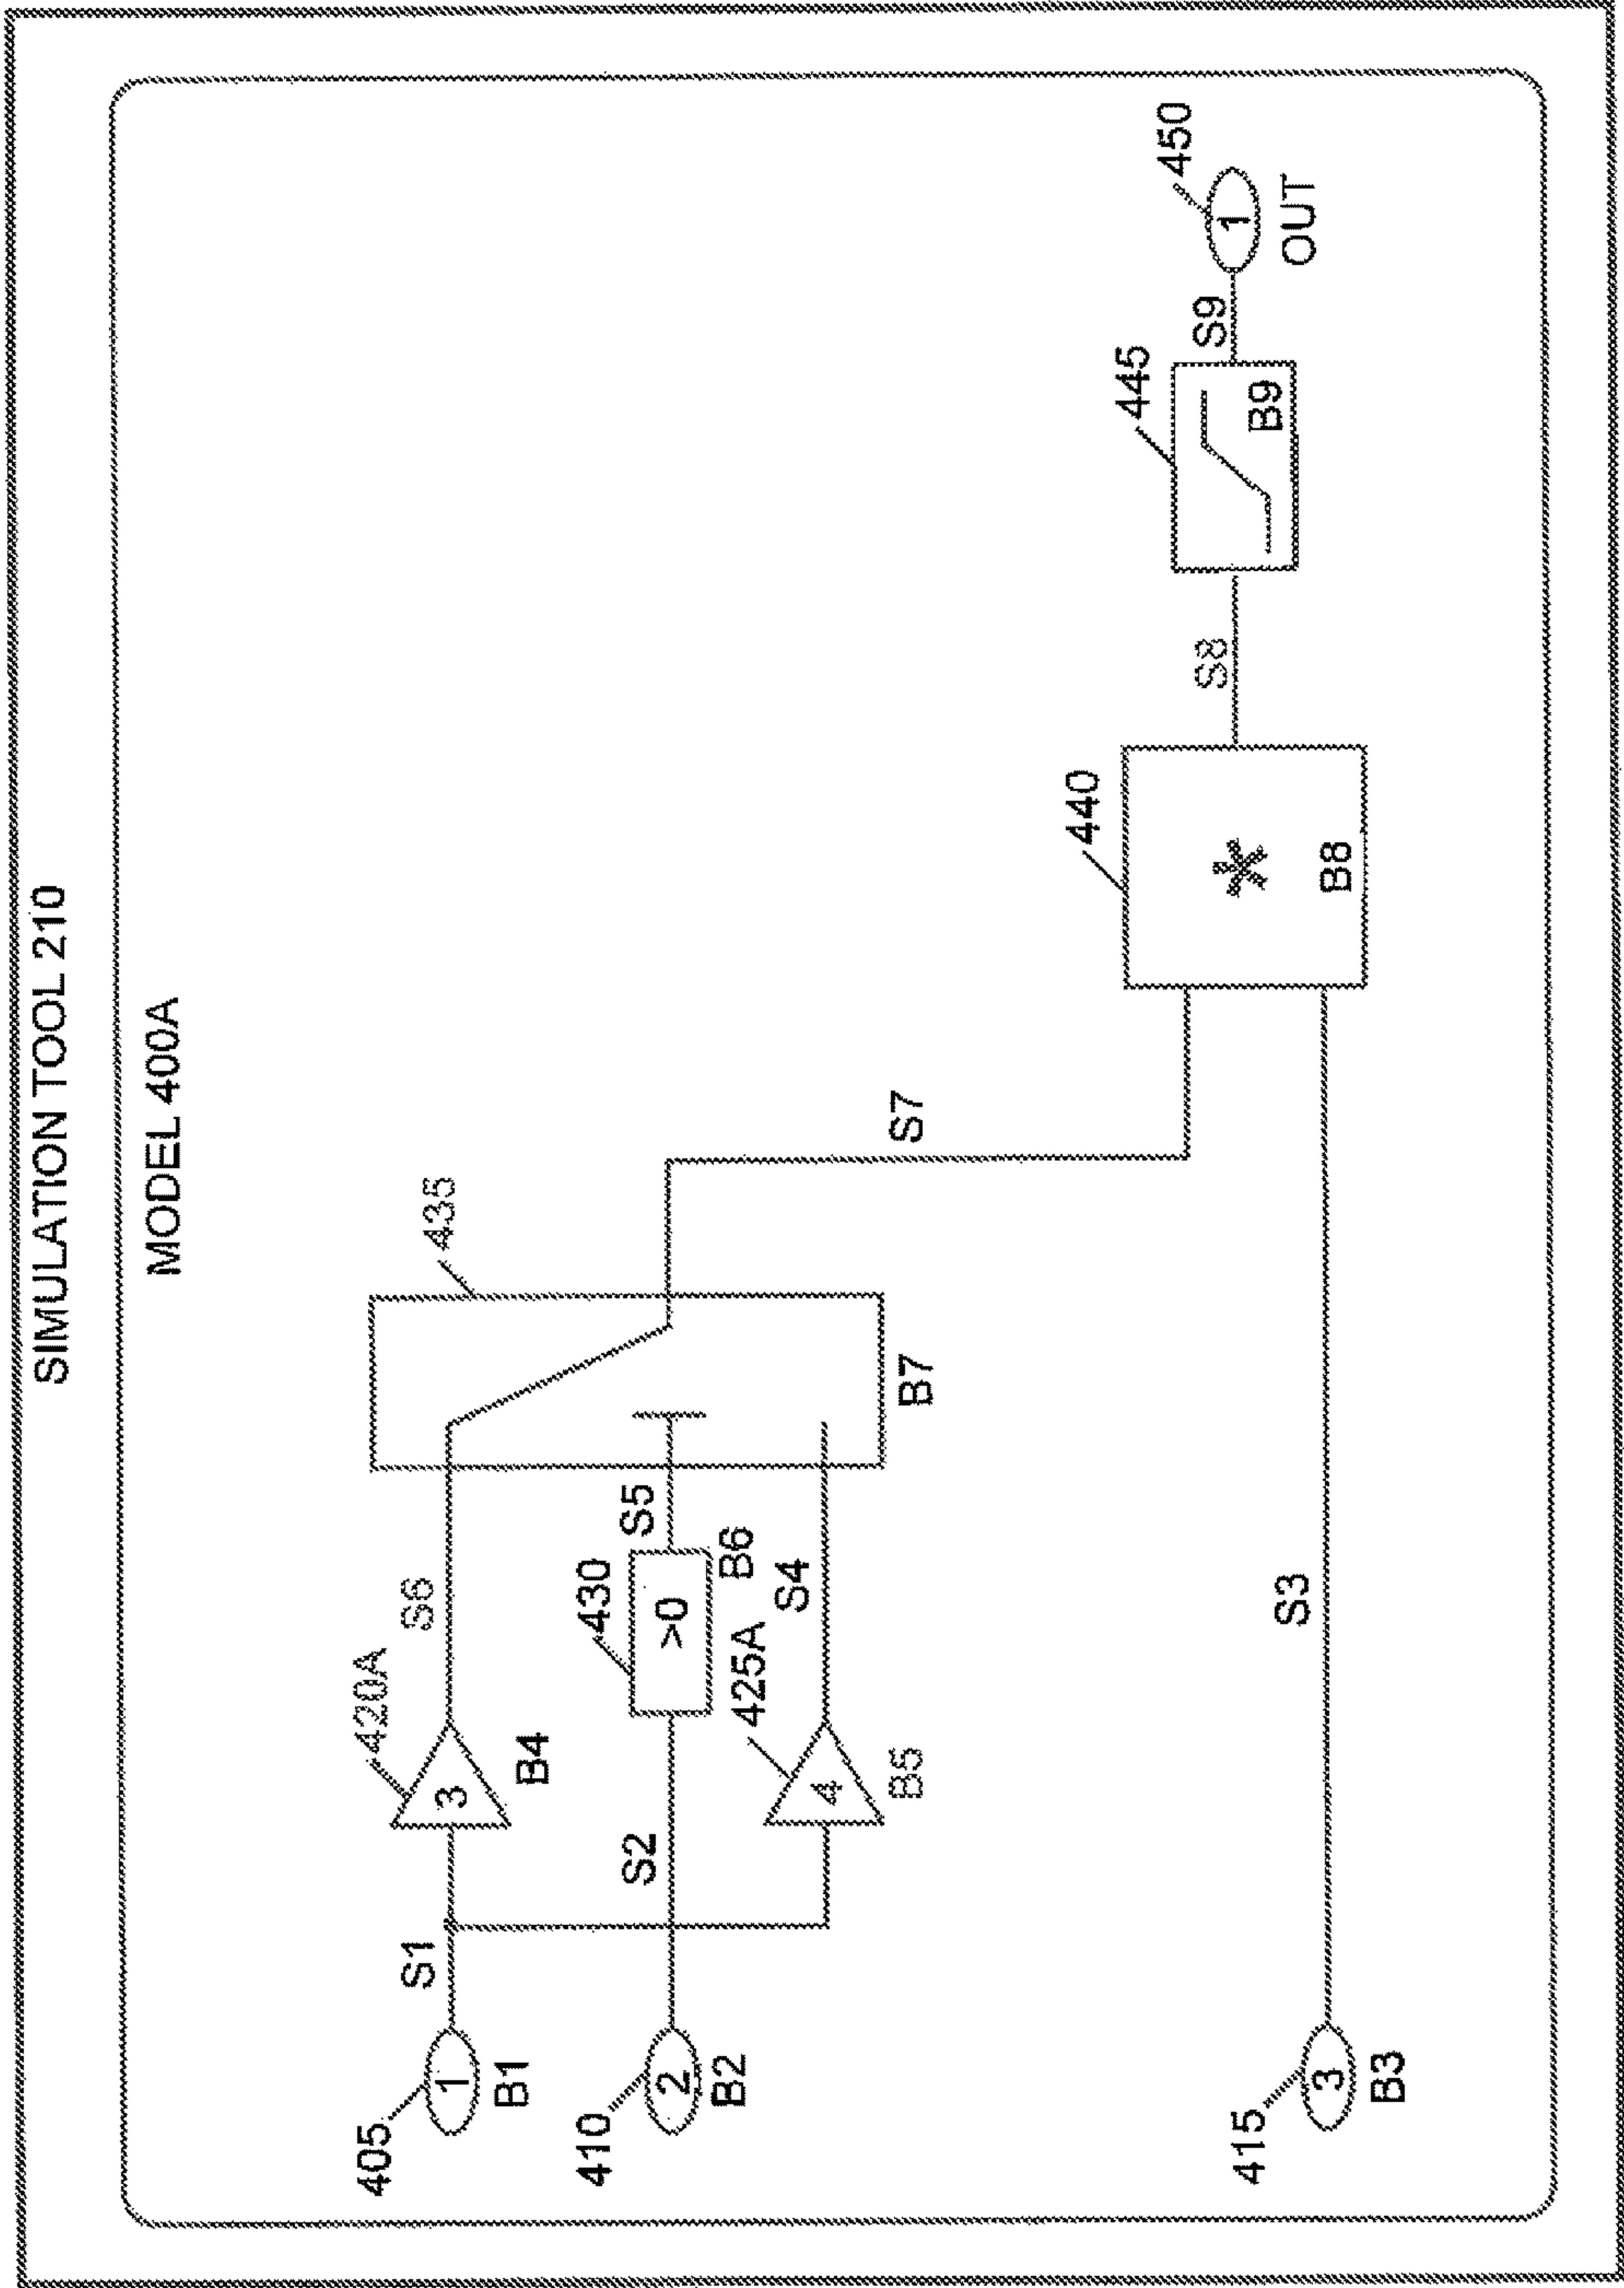 SIMULATION TOOL 210
MODEL 400A
405
1
B1
S1
420A
3
B4
S6
435
B7
410
2
B2
S2
430
>0
B6
S5
425A
4
B5
S4
S7
415
3
B3
S3
440
*
B8
S8
445
B9
S9
450
1
OUT